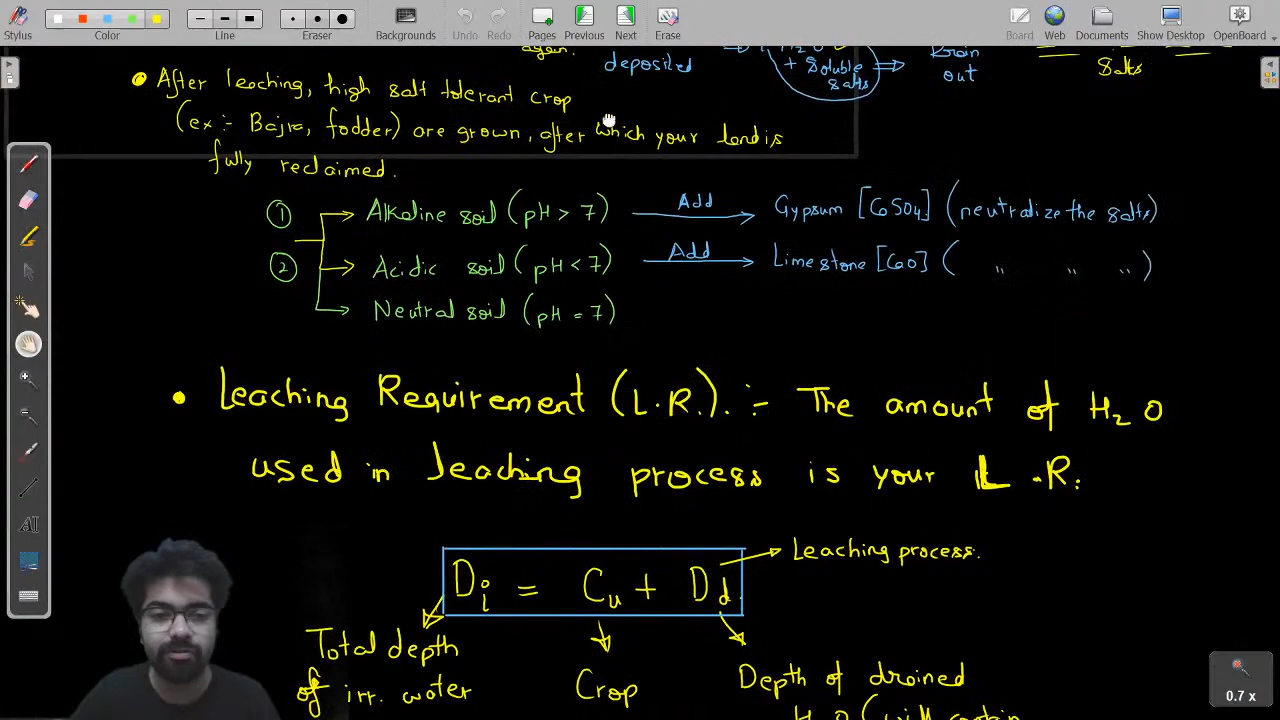 Stylus
Color
Line
Eraser
Backgrounds
Undo
Redo
Pages
Previous
Next
Erase
Board
Web
Documents
Show Desktop
OpenBoard
again.
deposited
+ Soluble
salts
Drain
out
Salts
• After leaching, high salt tolerant crop
(ex :- Bajra, fodder) are grown, after which your land is
fully reclaimed.
① Alkaline soil (pH > 7) Add Gypsum [CaSO4] (neutralize the salts)
② Acidic soil (pH < 7) Add Limestone [CaO] ( " " " )
Neutral soil (pH = 7)
• Leaching Requirement (L.R.). :- The amount of H2O
used in leaching process is your L.R.
Di = Cu + Dd
Leaching process.
Total depth
of irr. water
Crop
Depth of drained
H2O (will contain
0.7 x